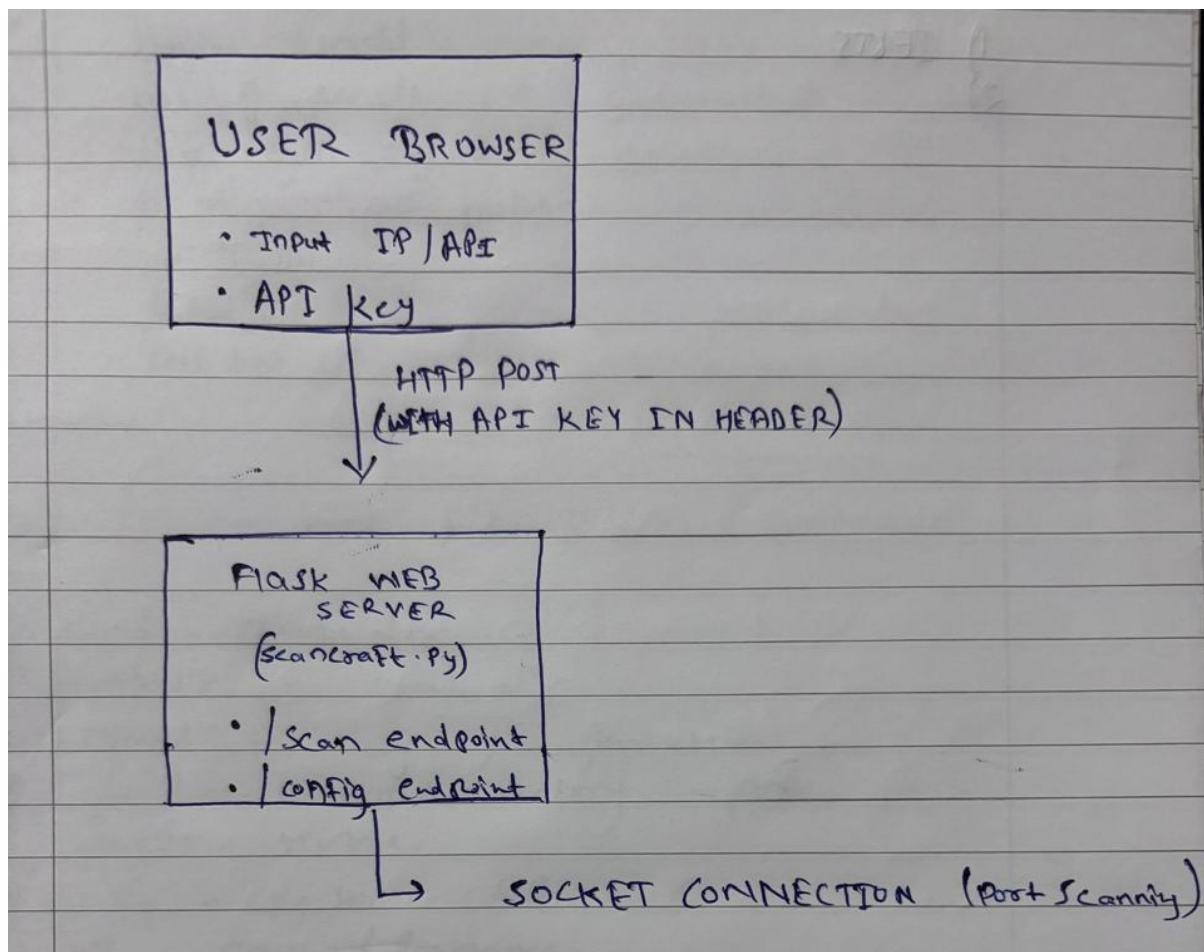 USER BROWSER
• Input IP/API
• API Key
HTTP POST
(WITH API KEY IN HEADER)
Flask WEB
SERVER
(scancraft.py)
• /scan endpoint
• /config endpoint
SOCKET CONNECTION (Port Scanning)